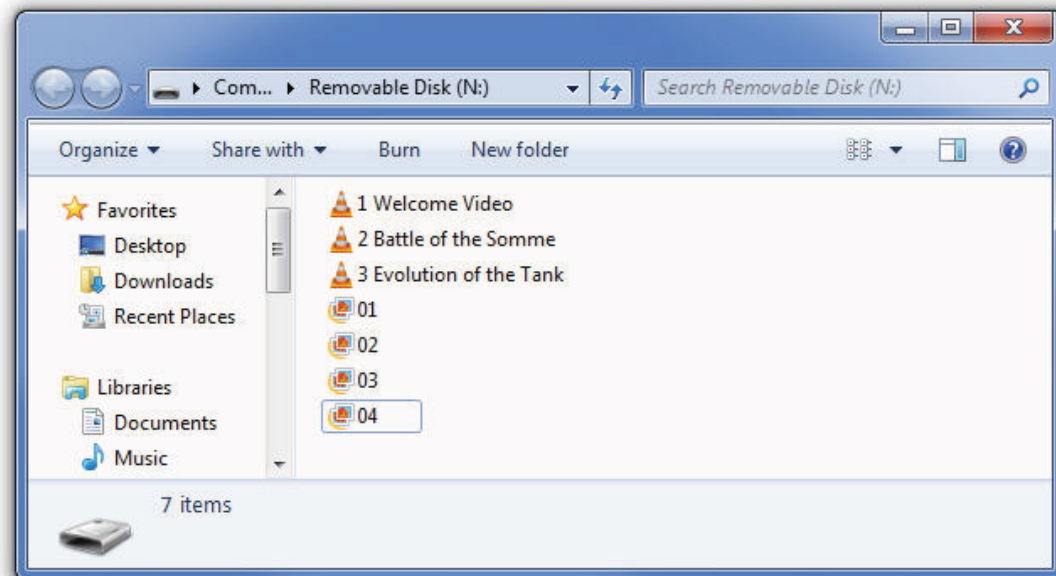 Com... Removable Disk (N:)
Search Removable Disk (N:)
Organize Share with Burn New folder
Favorites
Desktop
Downloads
Recent Places
Libraries
Documents
Music
1 Welcome Video
2 Battle of the Somme
3 Evolution of the Tank
01
02
03
04
7 items